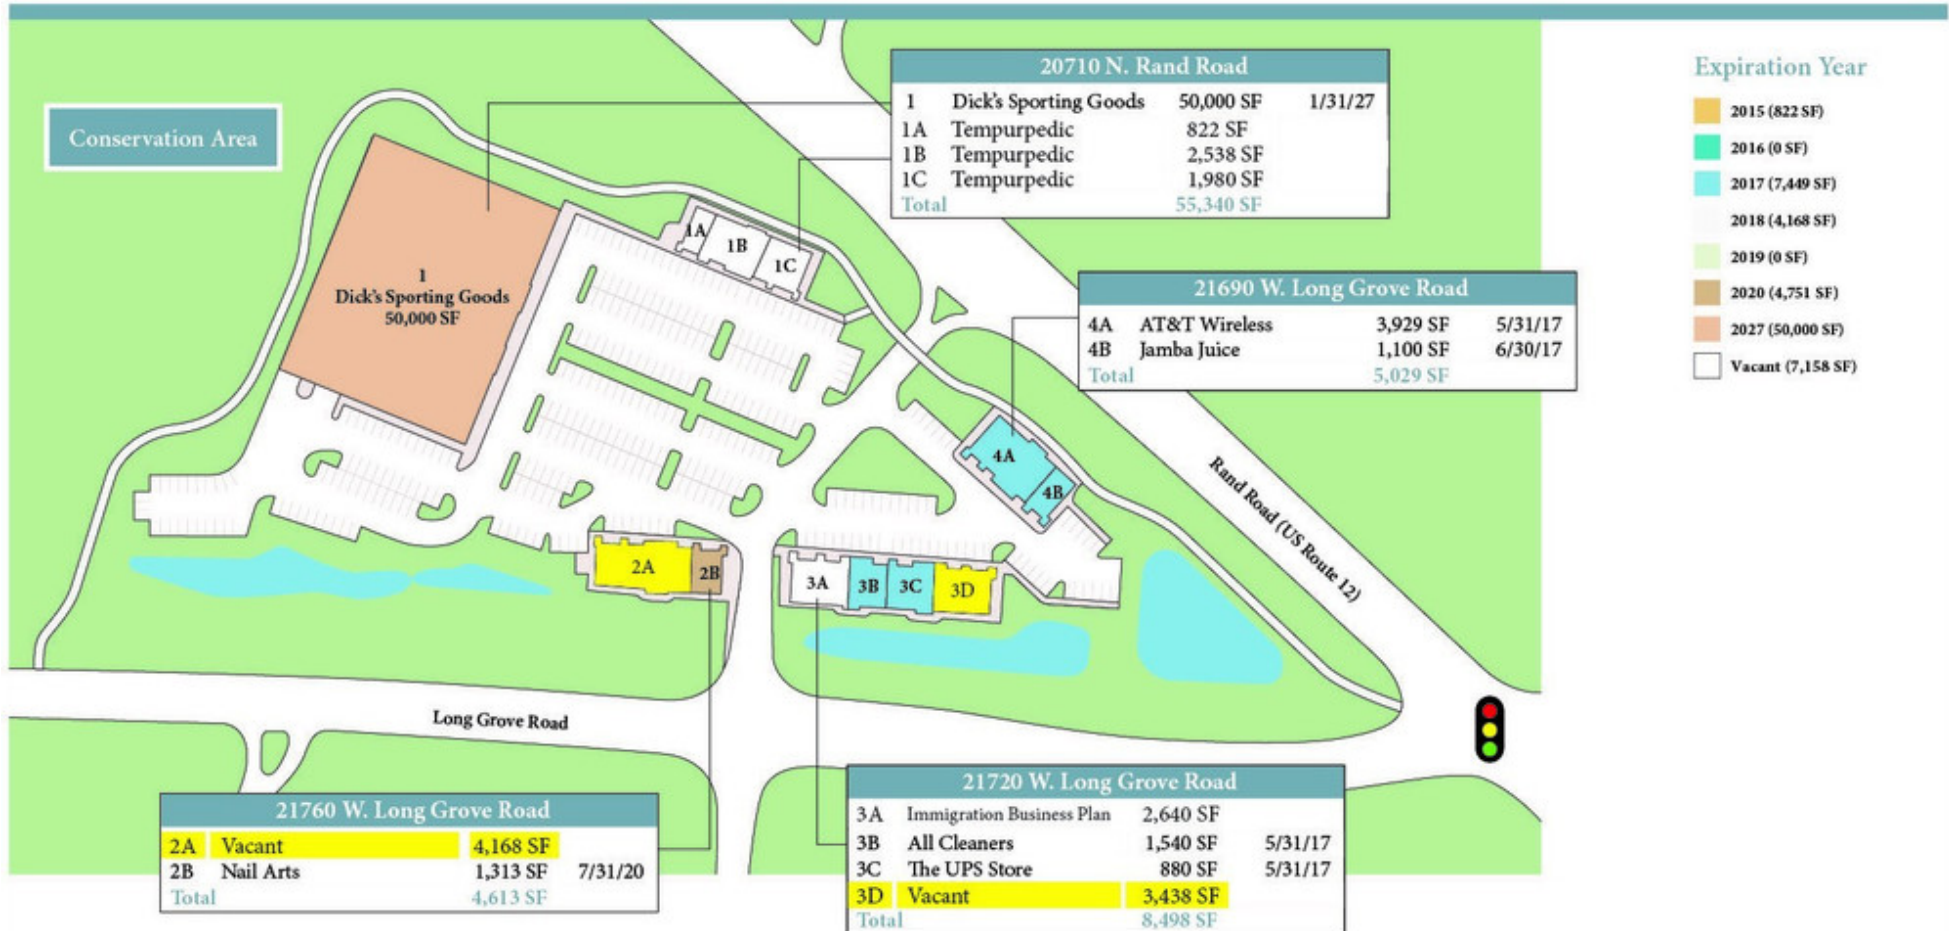 Conservation Area
20710 N. Rand Road
1 Dick's Sporting Goods 50,000 SF 1/31/27
1A Tempurpedic 822 SF
1B Tempurpedic 2,538 SF
1C Tempurpedic 1,980 SF
Total 55,340 SF
Expiration Year
2015 (822 SF)
2016 (0 SF)
2017 (7,449 SF)
2018 (4,168 SF)
2019 (0 SF)
2020 (4,751 SF)
2027 (50,000 SF)
Vacant (7,158 SF)
1A
1B
1C
1
Dick's Sporting Goods
50,000 SF
21690 W. Long Grove Road
4A AT&T Wireless 3,929 SF 5/31/17
4B Jamba Juice 1,100 SF 6/30/17
Total 5,029 SF
4A
4B
Rand Road (US Route 12)
2A
2B
3A
3B
3C
3D
Long Grove Road
21760 W. Long Grove Road
2A Vacant 4,168 SF
2B Nail Arts 1,313 SF 7/31/20
Total 4,613 SF
21720 W. Long Grove Road
3A Immigration Business Plan 2,640 SF
3B All Cleaners 1,540 SF 5/31/17
3C The UPS Store 880 SF 5/31/17
3D Vacant 3,438 SF
Total 8,498 SF